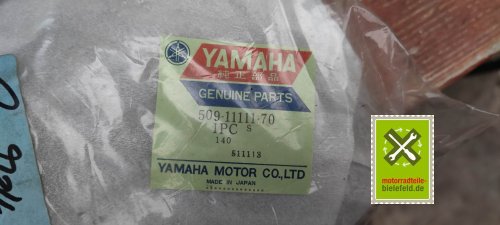 YAMAHA
純正部品
GENUINE PARTS
509-11111-70
1PC S
140
S11113
YAMAHA MOTOR CO.,LTD
MADE IN JAPAN
motorradteile-
bielefeld.de